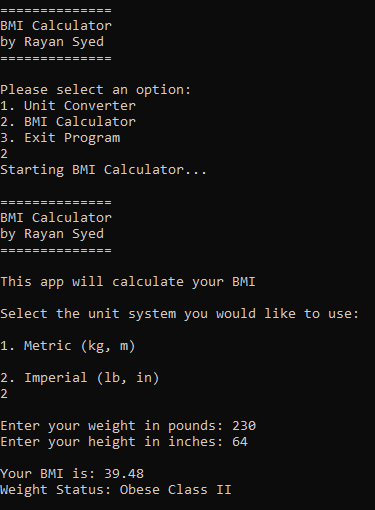 ==============
BMI Calculator
by Rayan Syed
==============
Please select an option:
1. Unit Converter
2. BMI Calculator
3. Exit Program
2
Starting BMI Calculator...
==============
BMI Calculator
by Rayan Syed
==============
This app will calculate your BMI
Select the unit system you would like to use:
1. Metric (kg, m)
2. Imperial (lb, in)
2
Enter your weight in pounds: 230
Enter your height in inches: 64
Your BMI is: 39.48
Weight Status: Obese Class II